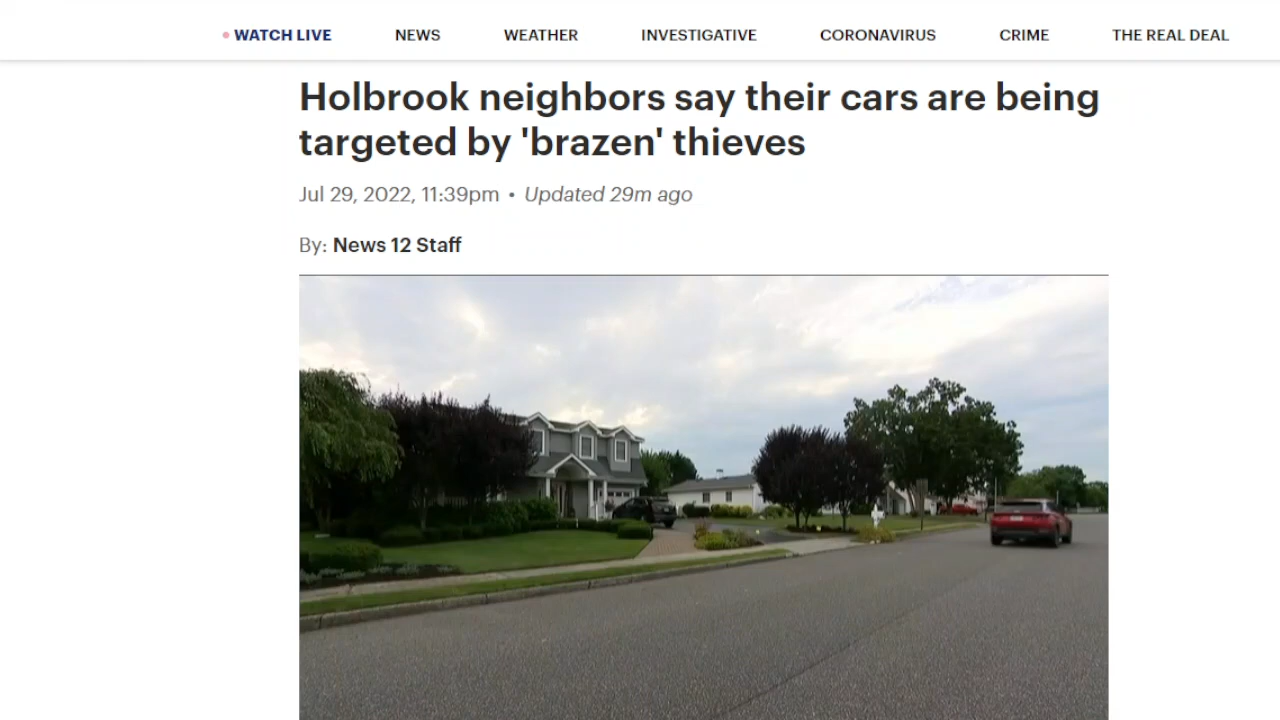 WATCH LIVE NEWS WEATHER INVESTIGATIVE CORONAVIRUS CRIME THE REAL DEAL
Holbrook neighbors say their cars are being
targeted by 'brazen' thieves
Jul 29, 2022, 11:39pm • Updated 29m ago
By: News 12 Staff